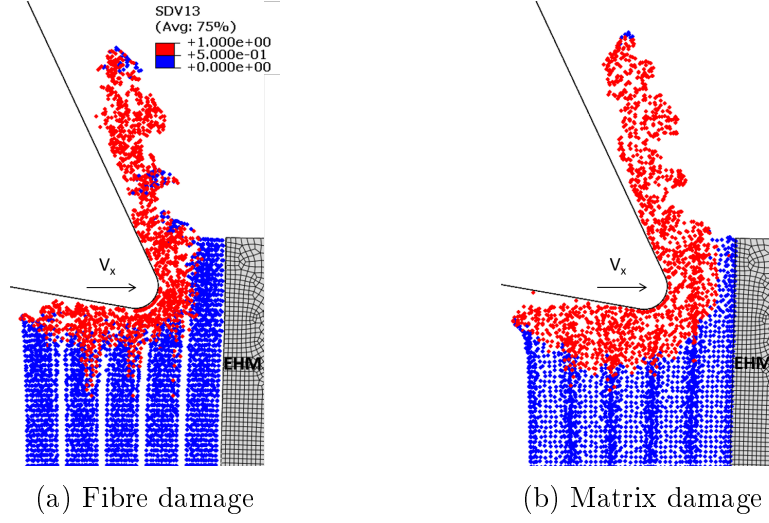 SDV13
(Avg: 75%)
+1.000e+00
+5.000e-01
+0.000e+00
Vx
EHM
Vx
EHM
(a) Fibre damage
(b) Matrix damage